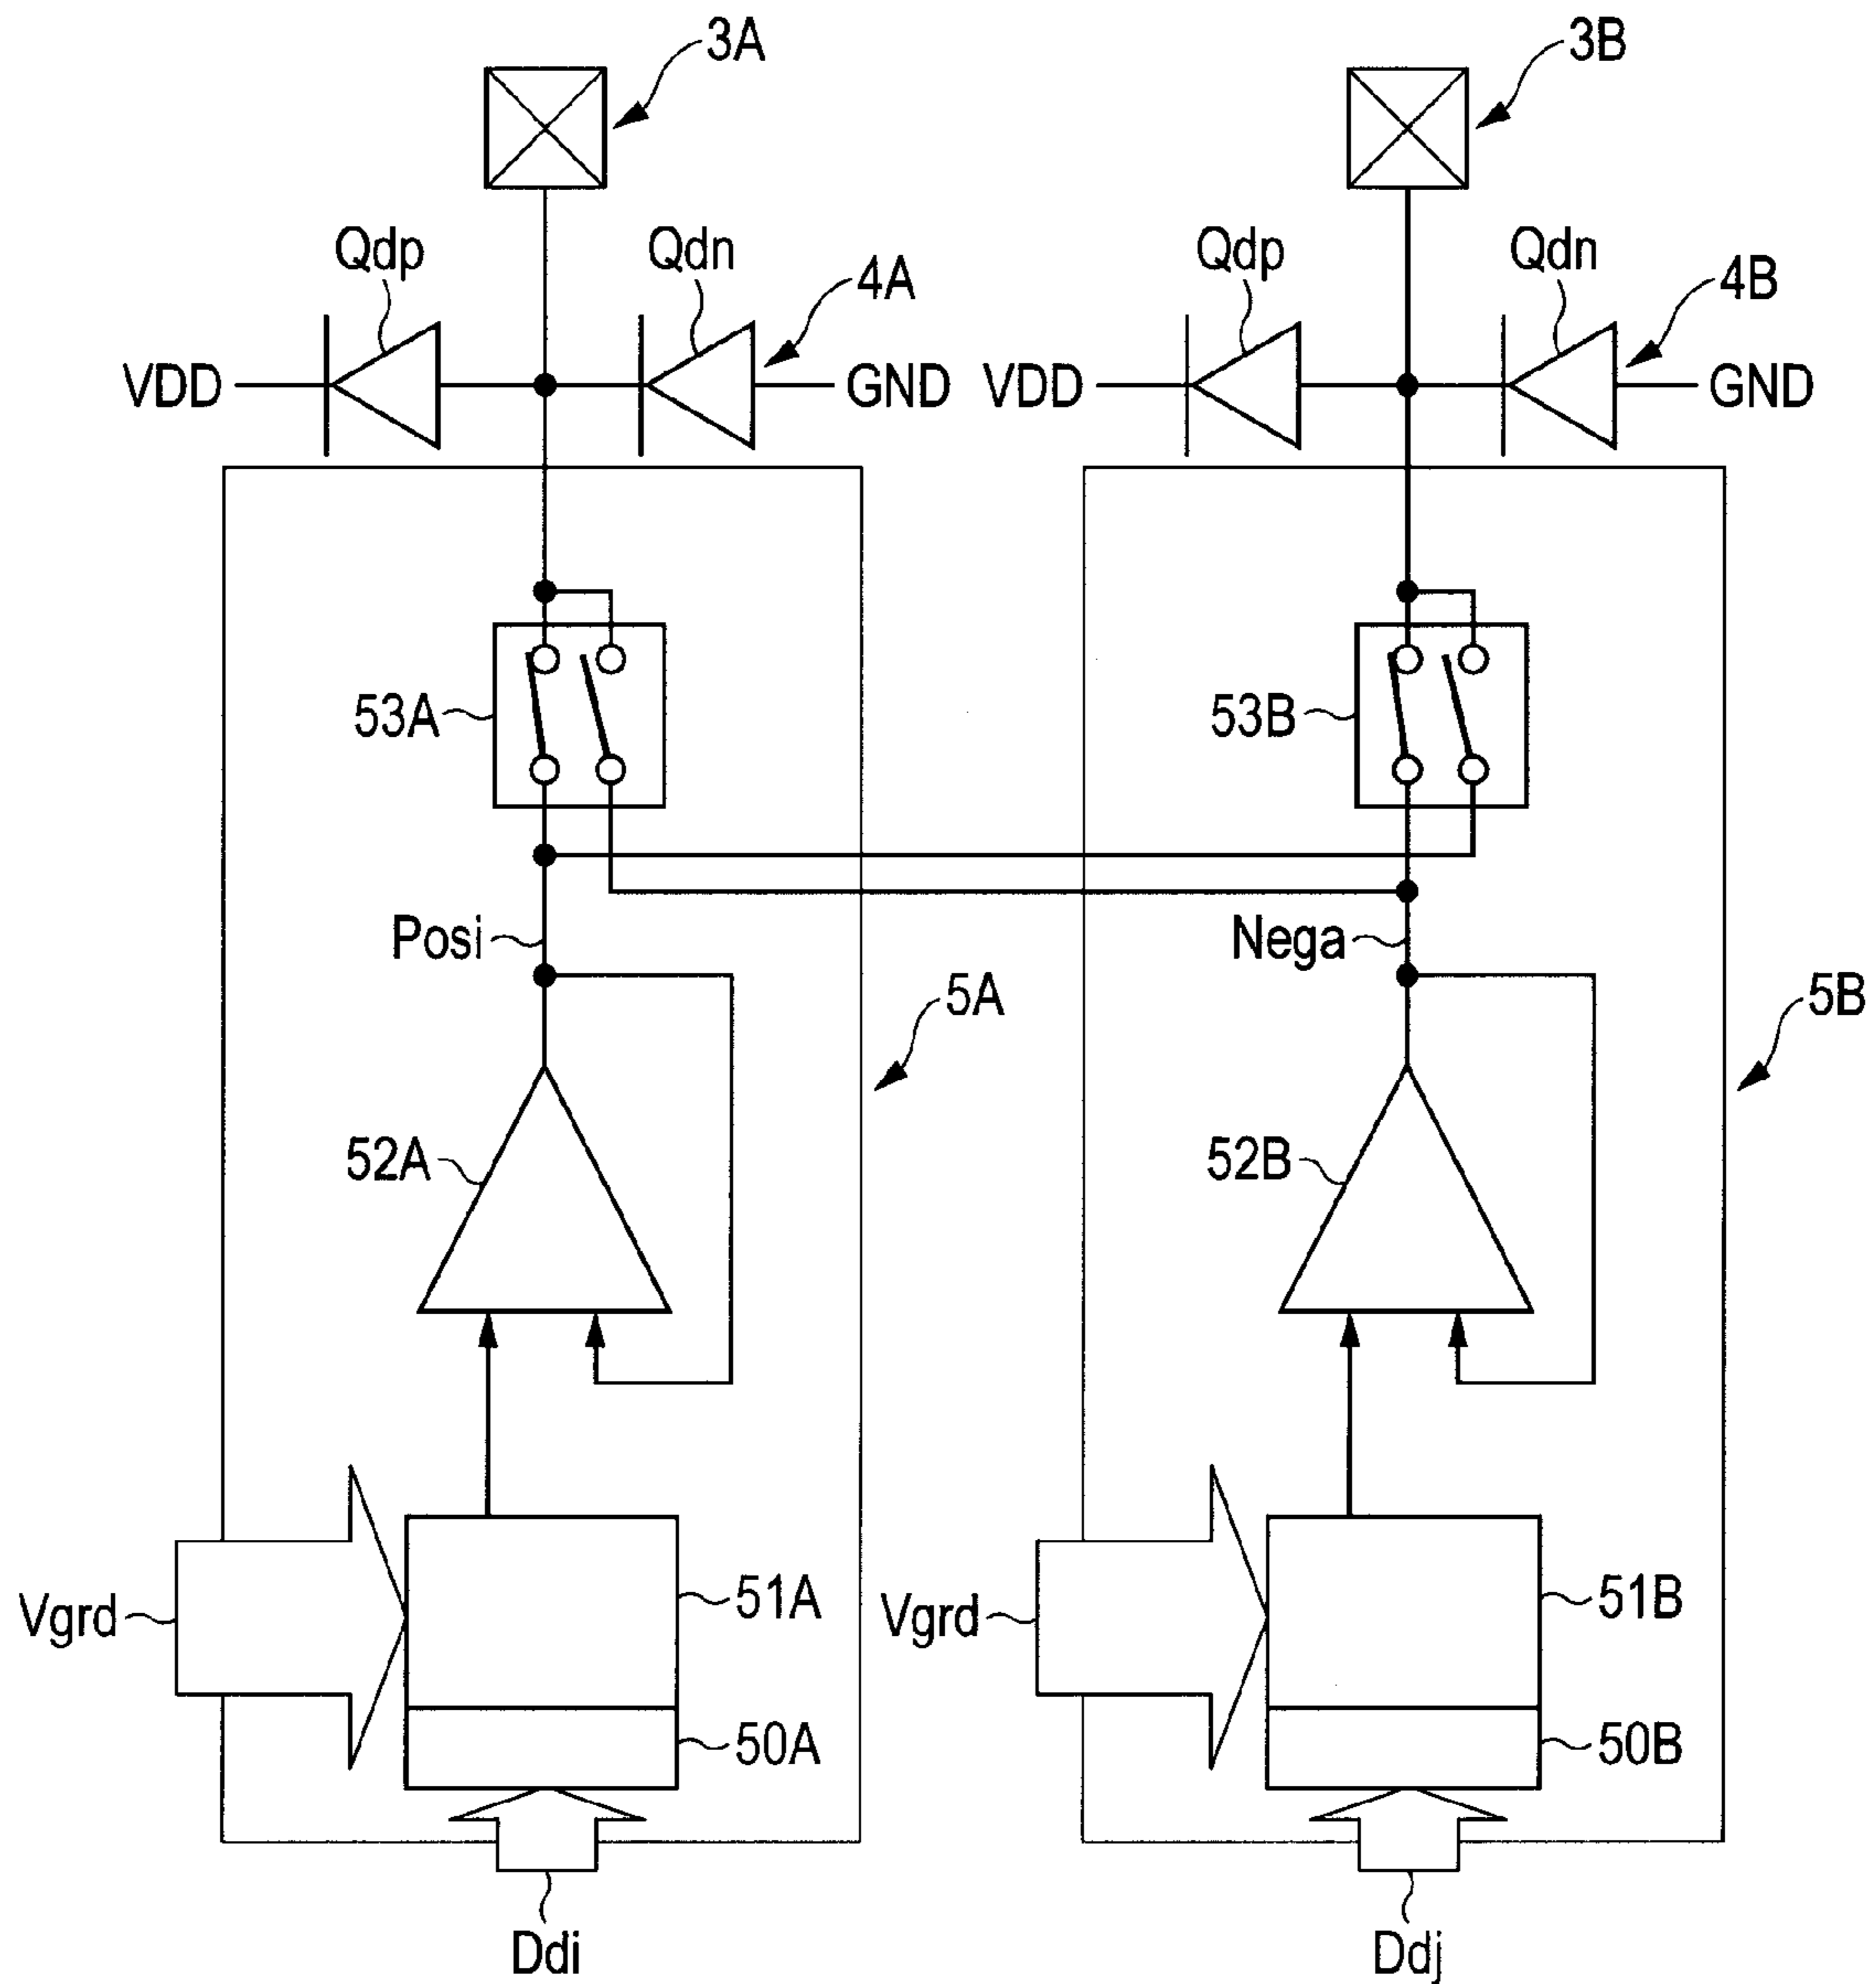 3A
3B
Qdp
Qdn
4A
Qdp
Qdn
4B
VDD
GND
VDD
GND
53A
53B
Posi
Nega
5A
5B
52A
52B
Vgrd
51A
Vgrd
51B
50A
50B
Ddi
Ddj